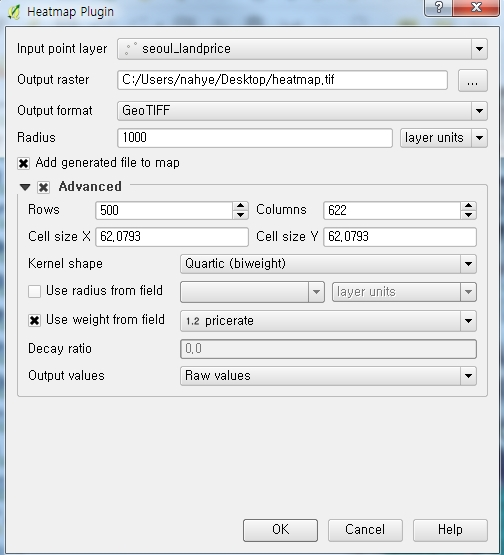 Heatmap Plugin
Input point layer seoul_landprice
Output raster C:/Users/nahye/Desktop/heatmap.tif ...
Output format GeoTIFF
Radius 1000 layer units
Add generated file to map
Advanced
Rows 500 Columns 622
Cell size X 62,0793 Cell size Y 62,0793
Kernel shape Quartic (biweight)
Use radius from field layer units
Use weight from field 1.2 pricerate
Decay ratio 0,0
Output values Raw values
OK Cancel Help